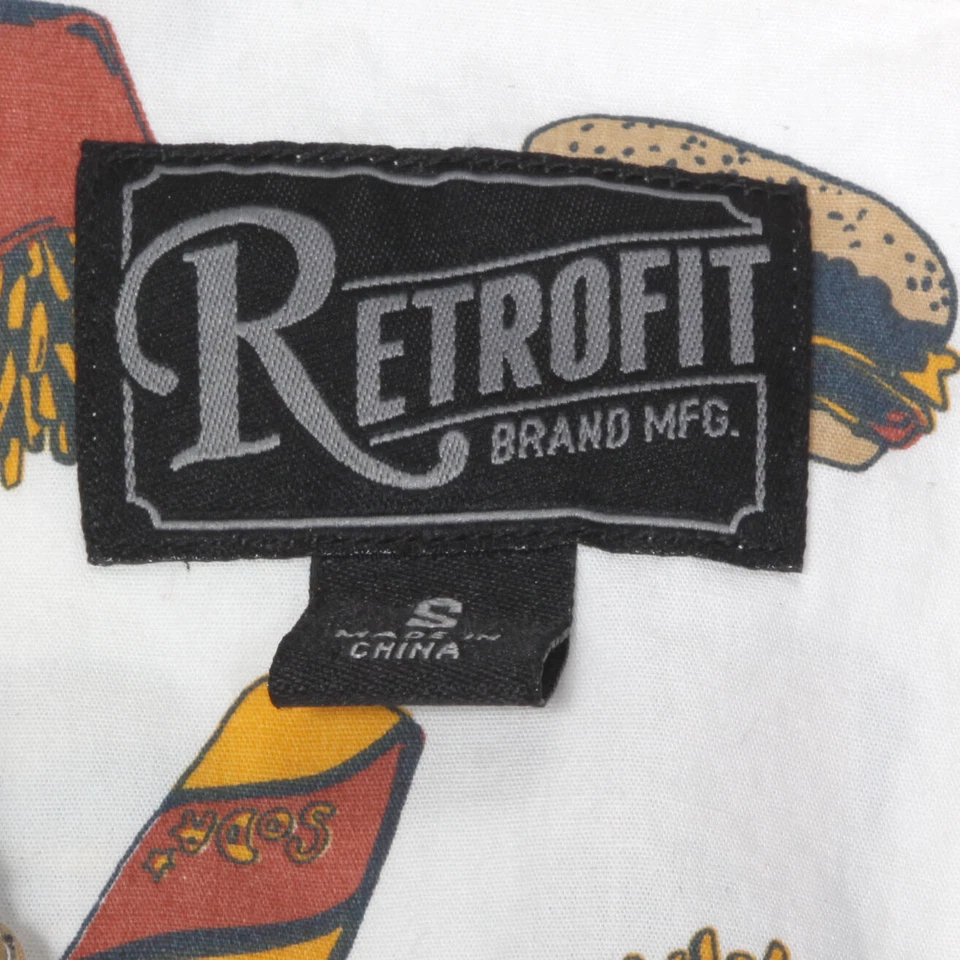 RETROFIT
BRAND MFG.
S
MADE IN
CHINA
SODA